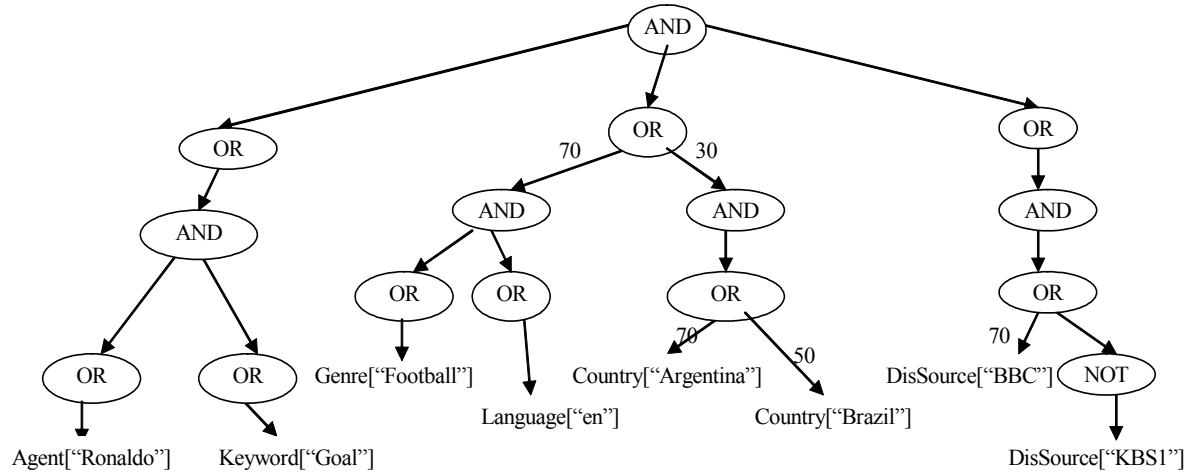 AND
OR
OR
OR
70
30
AND
AND
AND
AND
OR
OR
OR
OR
70
50
70
OR
OR
Genre[“Football”]
Country[“Argentina”]
DisSource[“BBC”]
NOT
Language[“en”]
Country[“Brazil”]
Agent[“Ronaldo”]
Keyword[“Goal”]
DisSource[“KBS1”]